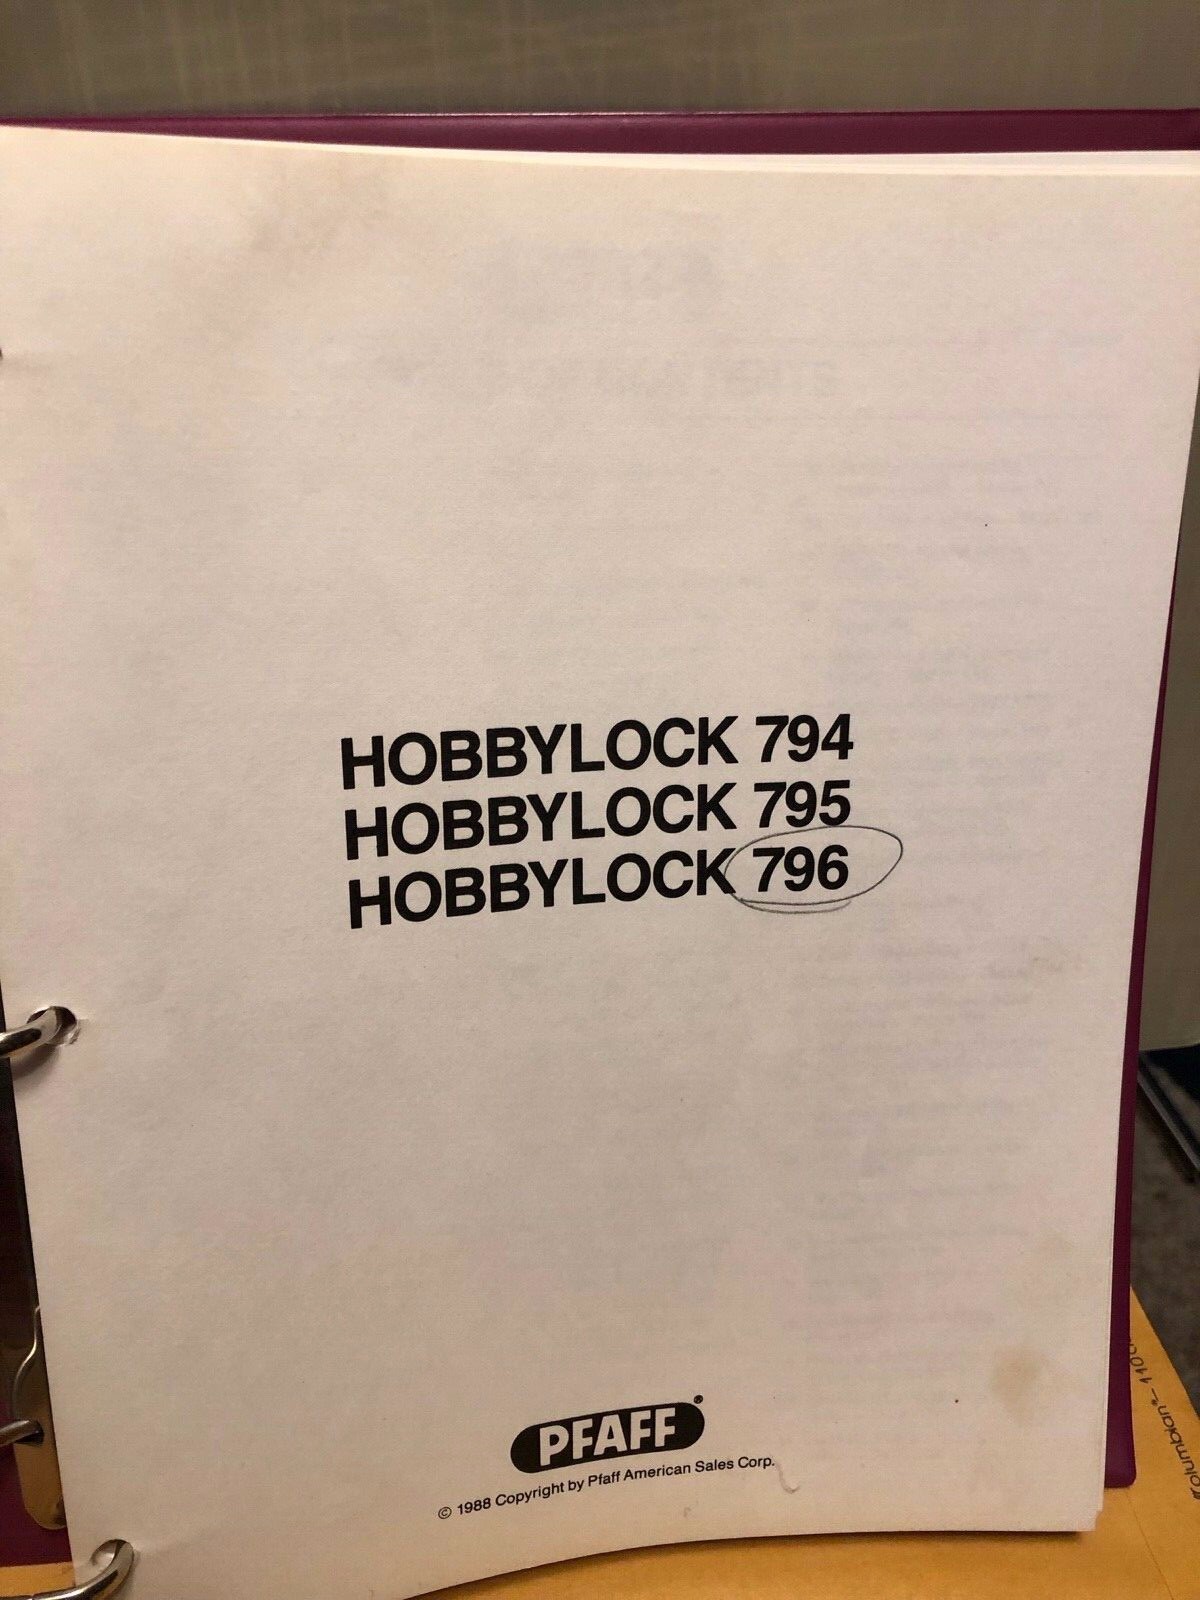 HOBBYLOCK 794
HOBBYLOCK 795
HOBBYLOCK 796
PFAFF®
© 1988 Copyright by Pfaff American Sales Corp.